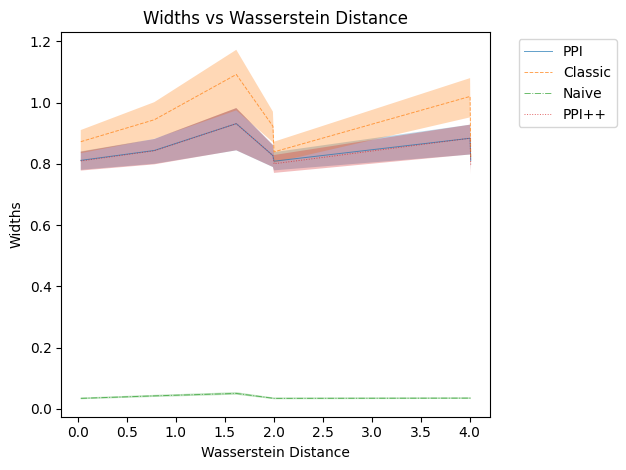 Widths vs Wasserstein Distance
1.2
1.0
0.8
0.6
0.4
0.2
0.0
Widths
0.0 0.5 1.0 1.5 2.0 2.5 3.0 3.5 4.0
Wasserstein Distance
PPI
Classic
Naive
PPI++